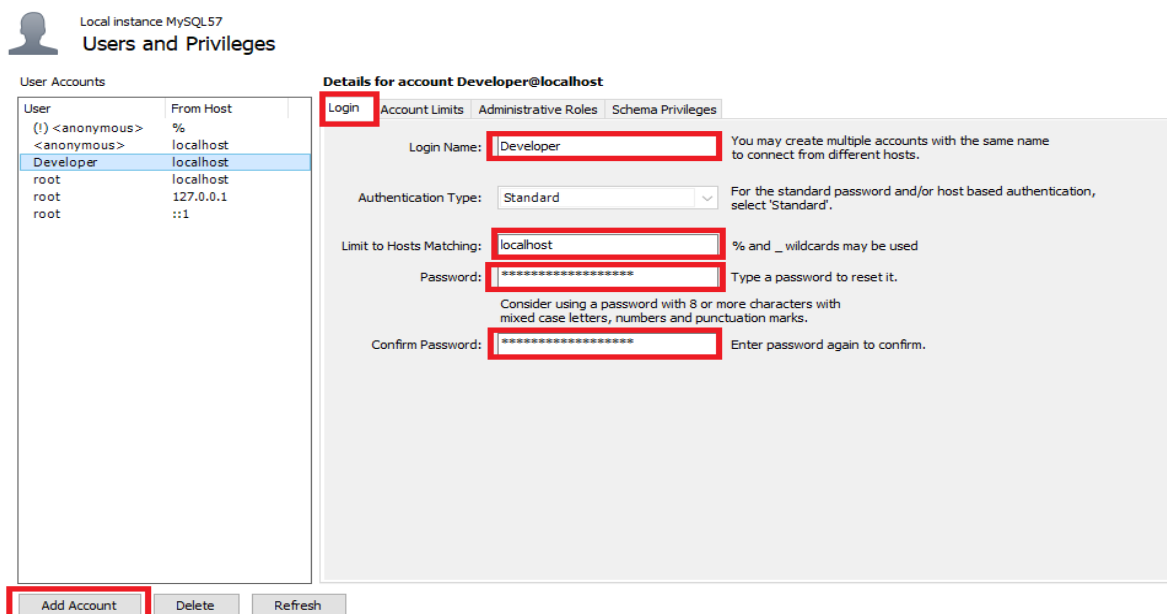 Local instance MySQL57
Users and Privileges
User Accounts
User From Host
(!) <anonymous> %
<anonymous> localhost
Developer localhost
root localhost
root 127.0.0.1
root ::1
Add Account Delete Refresh
Details for account Developer@localhost
Login Account Limits Administrative Roles Schema Privileges
Login Name: Developer You may create multiple accounts with the same name
to connect from different hosts.
Authentication Type: Standard For the standard password and/or host based authentication,
select 'Standard'.
Limit to Hosts Matching: localhost % and _ wildcards may be used
Password: ****************** Type a password to reset it.
Consider using a password with 8 or more characters with
mixed case letters, numbers and punctuation marks.
Confirm Password: ****************** Enter password again to confirm.